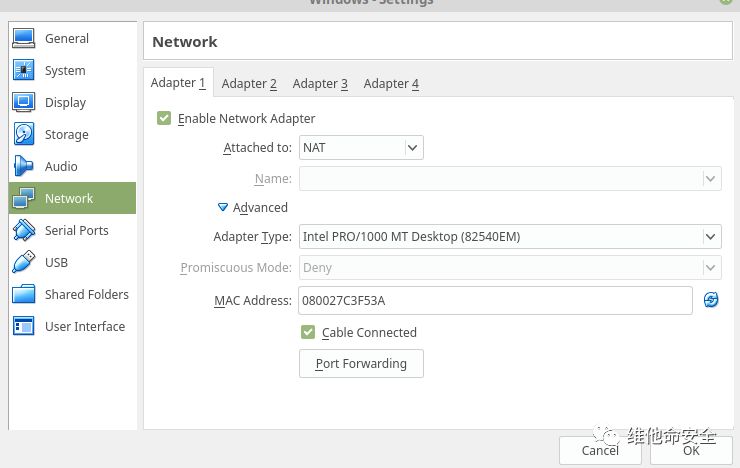 Windows - Settings
General
System
Display
Storage
Audio
Network
Serial Ports
USB
Shared Folders
User Interface
Network
Adapter 1 Adapter 2 Adapter 3 Adapter 4
Enable Network Adapter
Attached to: NAT
Name:
Advanced
Adapter Type: Intel PRO/1000 MT Desktop (82540EM)
Promiscuous Mode: Deny
MAC Address: 080027C3F53A
Cable Connected
Port Forwarding
维他命安全
Cancel OK